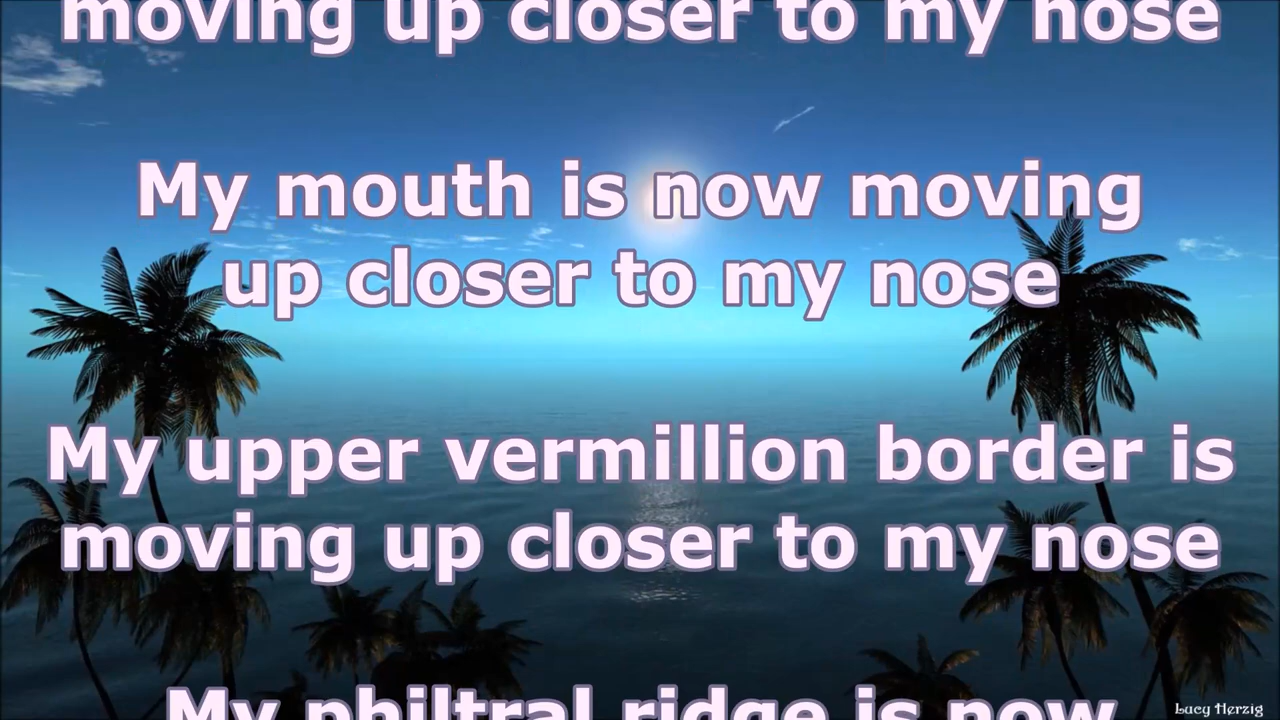 moving up closer to my nose
My mouth is now moving
up closer to my nose
My upper vermillion border is
moving up closer to my nose
My philtral ridge is now
Lucy Herzig